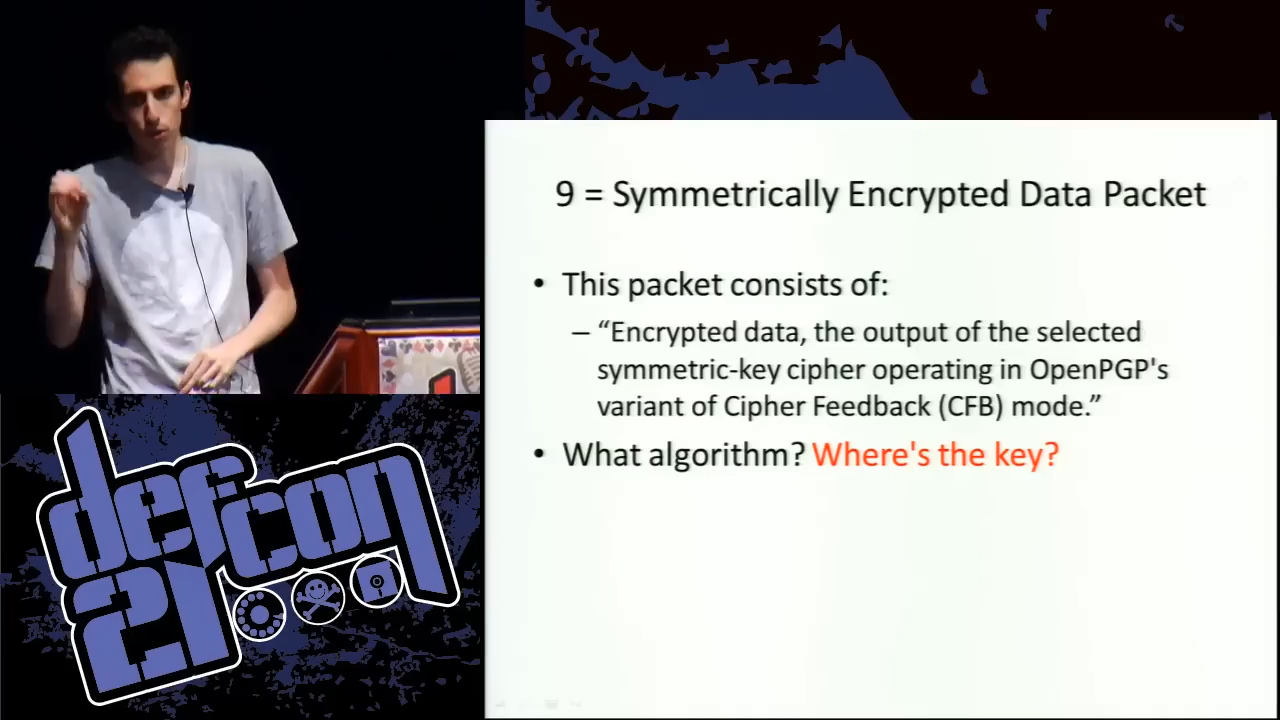 9 = Symmetrically Encrypted Data Packet
• This packet consists of:
– “Encrypted data, the output of the selected
symmetric-key cipher operating in OpenPGP's
variant of Cipher Feedback (CFB) mode.”
• What algorithm? Where's the key?
defcon
21